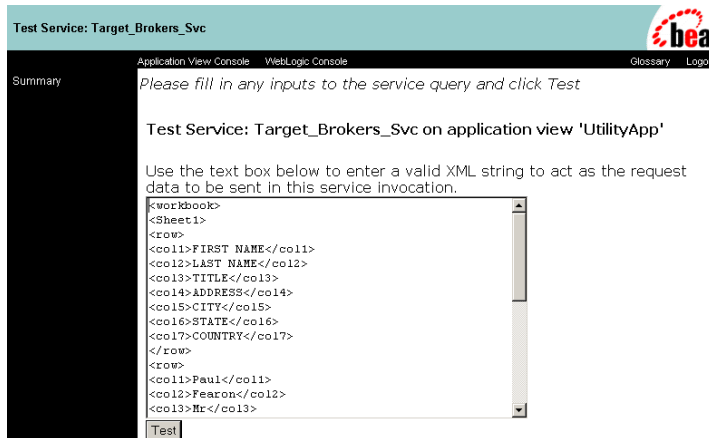 Test Service: Target_Brokers_Svc
bea
Application View Console WebLogic Console Glossary Logo
Summary
Please fill in any inputs to the service query and click Test
Test Service: Target_Brokers_Svc on application view 'UtilityApp'
Use the text box below to enter a valid XML string to act as the request
data to be sent in this service invocation.
<workbook>
<Sheet1>
<row>
<col1>FIRST NAME</col1>
<col2>LAST NAME</col2>
<col3>TITLE</col3>
<col4>ADDRESS</col4>
<col5>CITY</col5>
<col6>STATE</col6>
<col7>COUNTRY</col7>
</row>
<row>
<col1>Paul</col1>
<col2>Fearon</col2>
<col3>Mr</col3>
Test